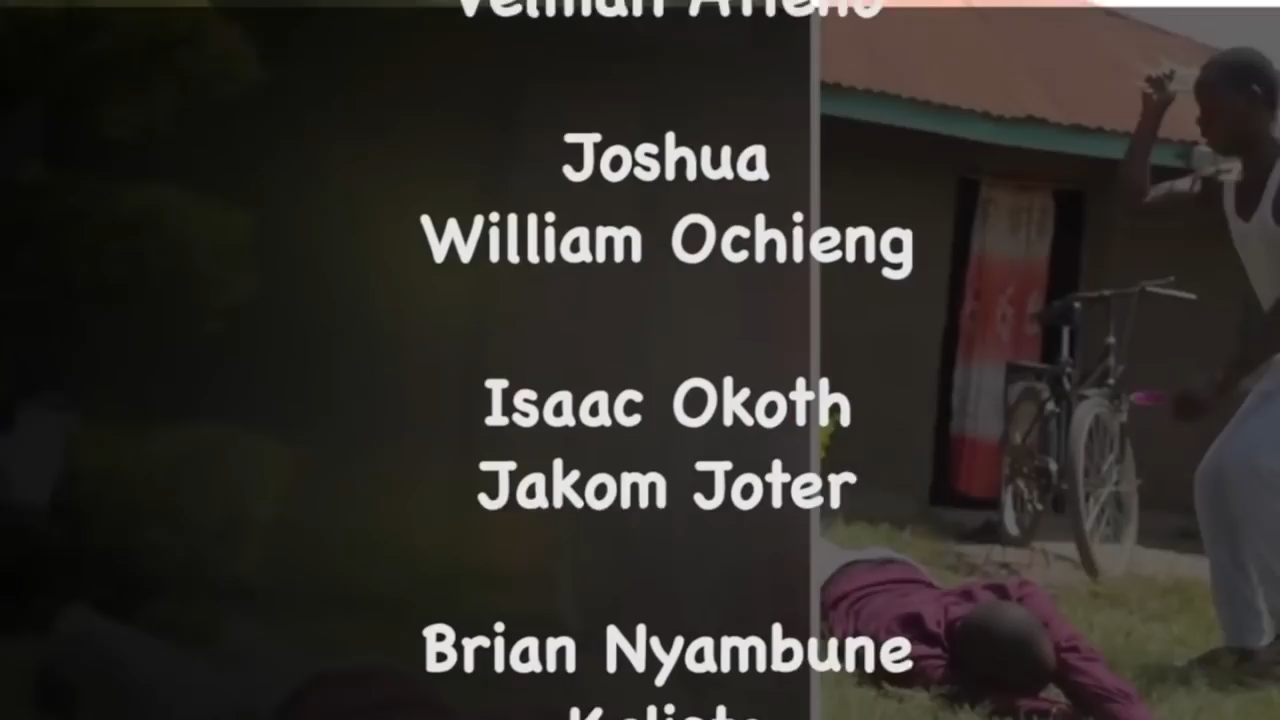 Joshua
William Ochieng
Isaac Okoth
Jakom Joter
Brian Nyambune